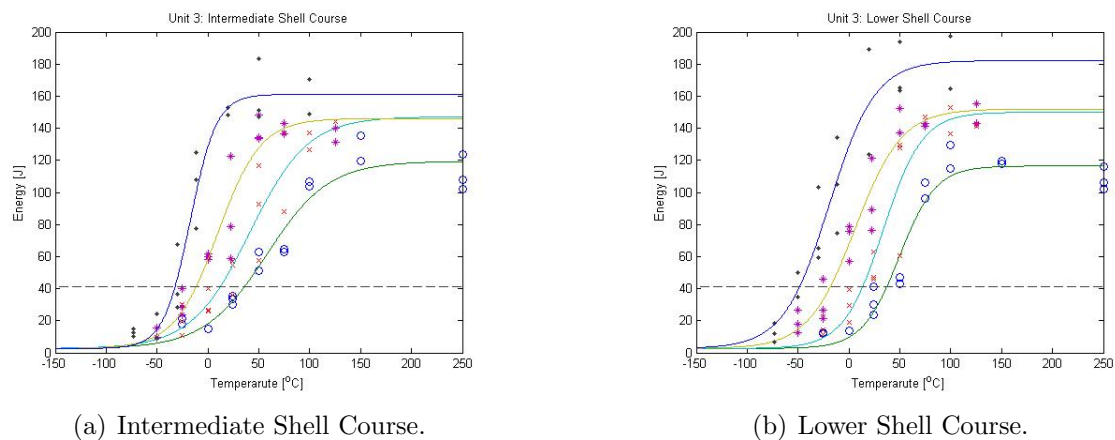 Unit 3: Intermediate Shell Course
200
180
160
140
120
100
80
60
40
20
0
Energy [J]
-150 -100 -50 0 50 100 150 200 250
Temperarute [°C]
(a) Intermediate Shell Course.
Unit 3: Lower Shell Course
200
180
160
140
120
100
80
60
40
20
0
Energy [J]
-150 -100 -50 0 50 100 150 200 250
Temperarute [°C]
(b) Lower Shell Course.